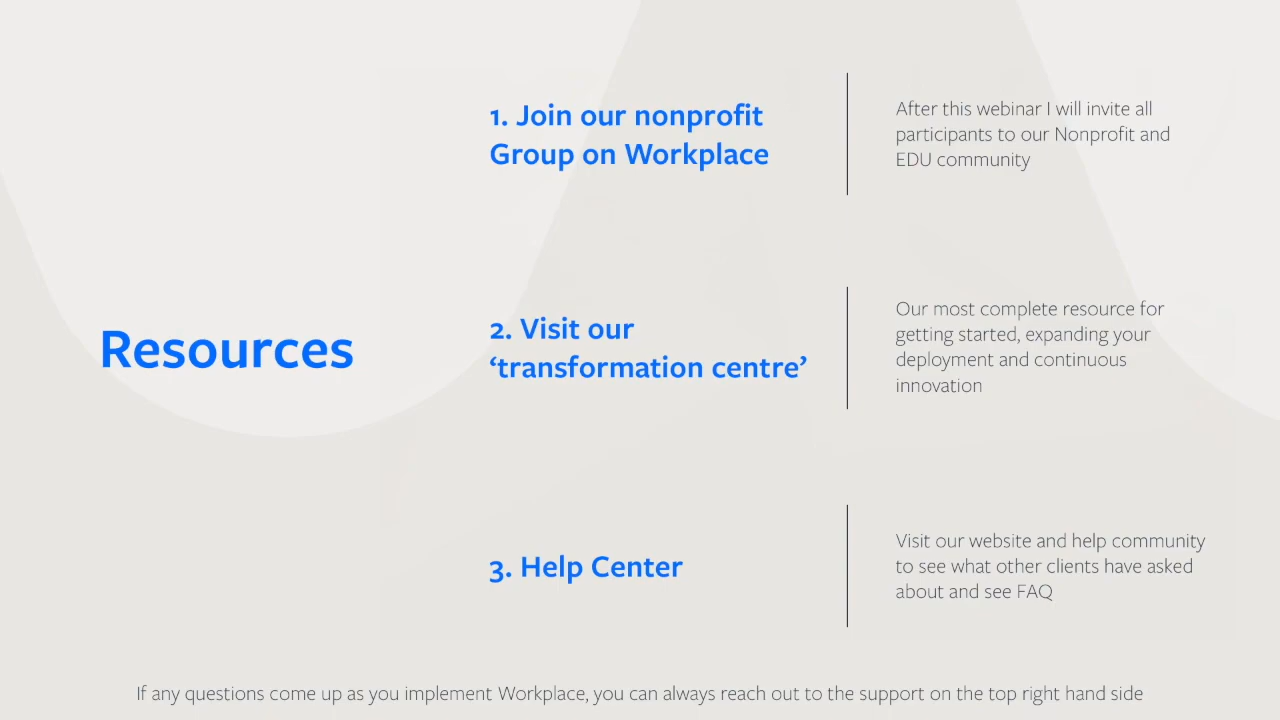 Resources
1. Join our nonprofit
Group on Workplace
After this webinar I will invite all
participants to our Nonprofit and
EDU community
2. Visit our
‘transformation centre’
Our most complete resource for
getting started, expanding your
deployment and continuous
innovation
3. Help Center
Visit our website and help community
to see what other clients have asked
about and see FAQ
If any questions come up as you implement Workplace, you can always reach out to the support on the top right hand side